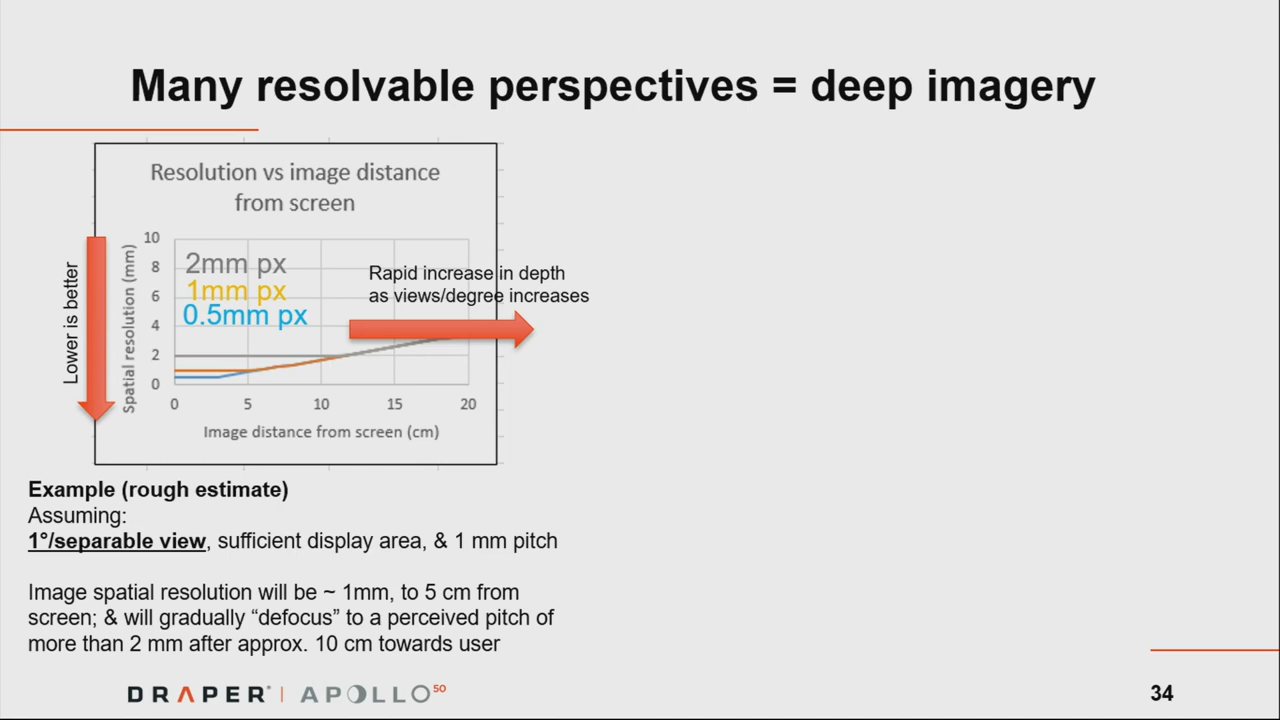 Many resolvable perspectives = deep imagery
Resolution vs image distance
from screen
Lower is better
Spatial resolution (mm)
10
8
6
4
2
0
2mm px
1mm px
0.5mm px
Rapid increase in depth
as views/degree increases
0 5 10 15 20
Image distance from screen (cm)
Example (rough estimate)
Assuming:
1°/separable view, sufficient display area, & 1 mm pitch
Image spatial resolution will be ~ 1mm, to 5 cm from
screen; & will gradually “defocus” to a perceived pitch of
more than 2 mm after approx. 10 cm towards user
DRAPER | APOLLO50
34